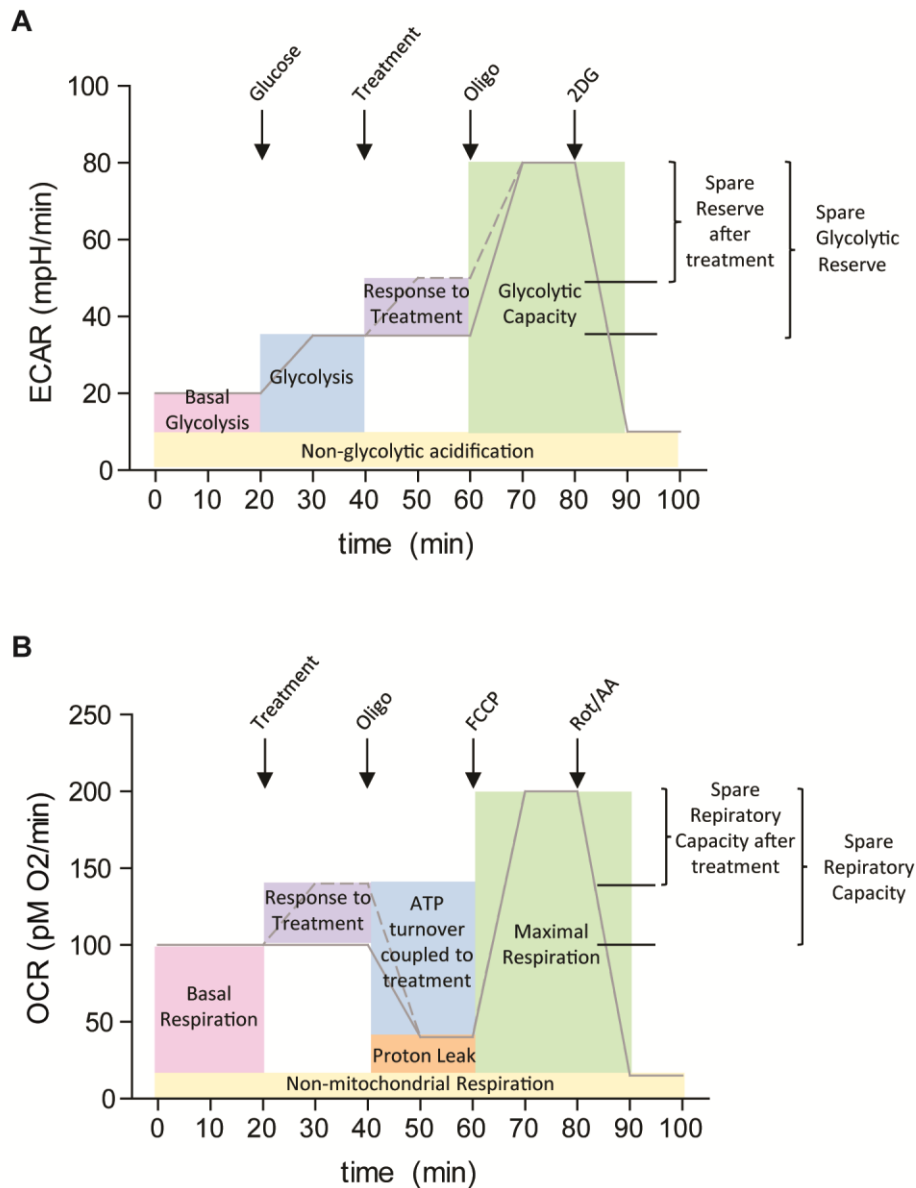 A
Glucose
Treatment
Oligo
2DG
100
80
60
40
20
0
ECAR (mpH/min)
Basal
Glycolysis
Glycolysis
Response to
Treatment
Glycolytic
Capacity
Non-glycolytic acidification
Spare
Reserve
after
treatment
Spare
Glycolytic
Reserve
0 10 20 30 40 50 60 70 80 90 100
time (min)
B
Treatment
Oligo
FCCP
Rot/AA
250
200
150
100
50
0
OCR (pM O2/min)
Basal
Respiration
Response to
Treatment
ATP
turnover
coupled to
treatment
Proton Leak
Maximal
Respiration
Non-mitochondrial Respiration
Spare
Repiratory
Capacity after
treatment
Spare
Repiratory
Capacity
0 10 20 30 40 50 60 70 80 90 100
time (min)